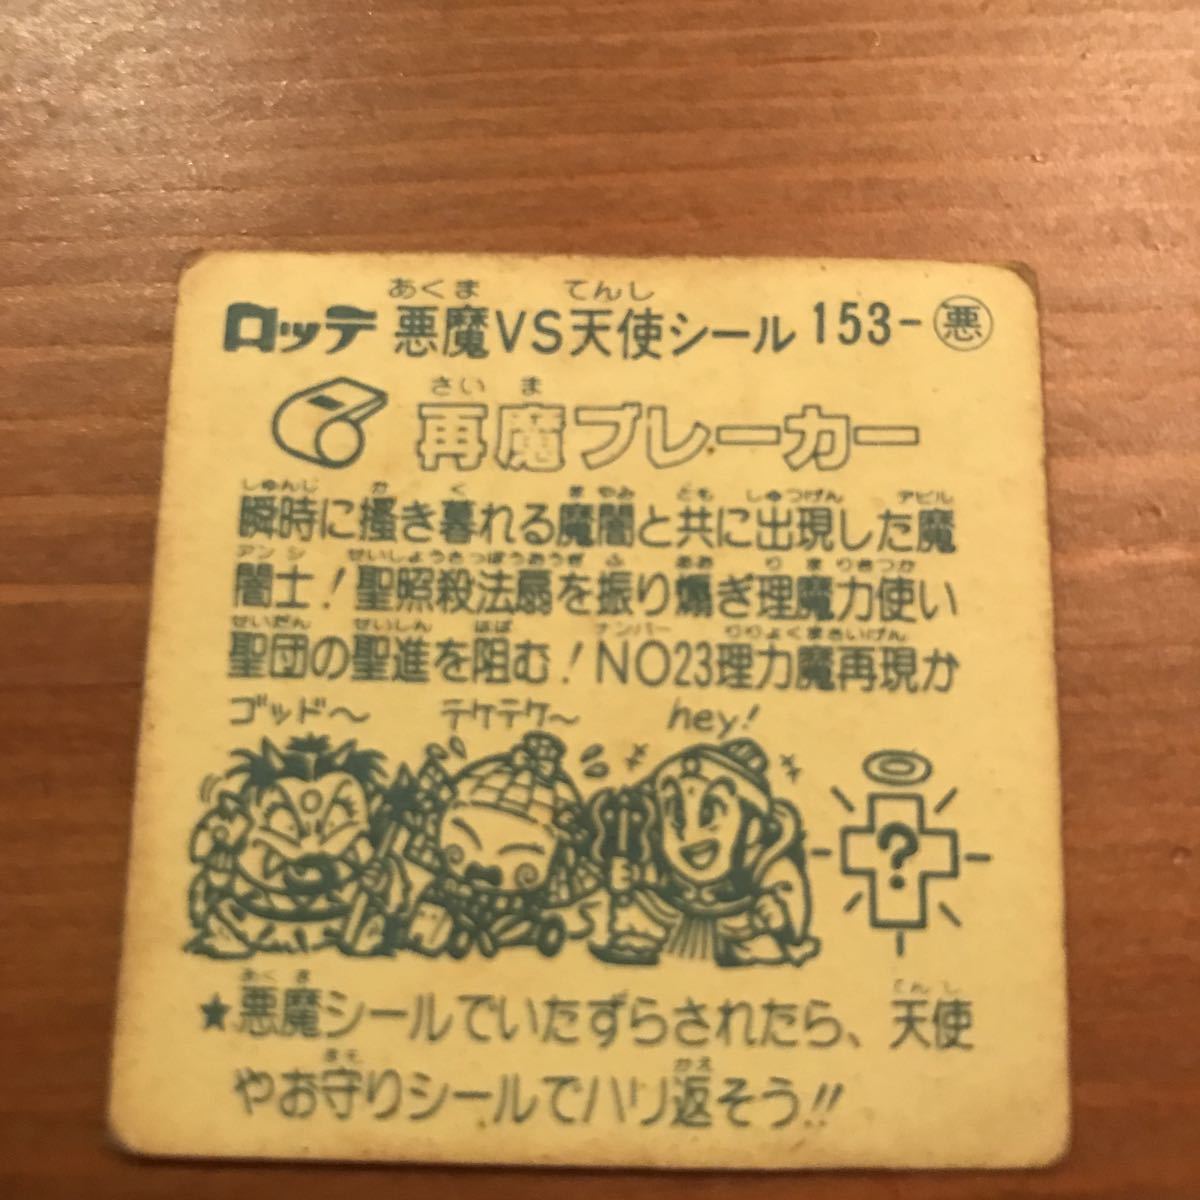 あくま てんし
ロッテ 悪魔VS天使シール 153-悪
さい ま
再魔ブレーカー
しゅんじ か く まやみ とも しゅつげん デビル
瞬時に掻き暮れる魔闇と共に出現した魔
アンシ せいしょうさっぽうおうぎ ふ あお りまりきつか
闇士!聖照殺法扇を振り煽ぎ理魔力使い
せいだん せいしん はば ナンバー りりょくまさいげん
聖団の聖進を阻む!NO23理力魔再現か
ゴッド〜 テケテケ〜 hey!
?
あくま てんし
★悪魔シールでいたずらされたら、天使
まも かえ
やお守りシールでハリ返そう!!